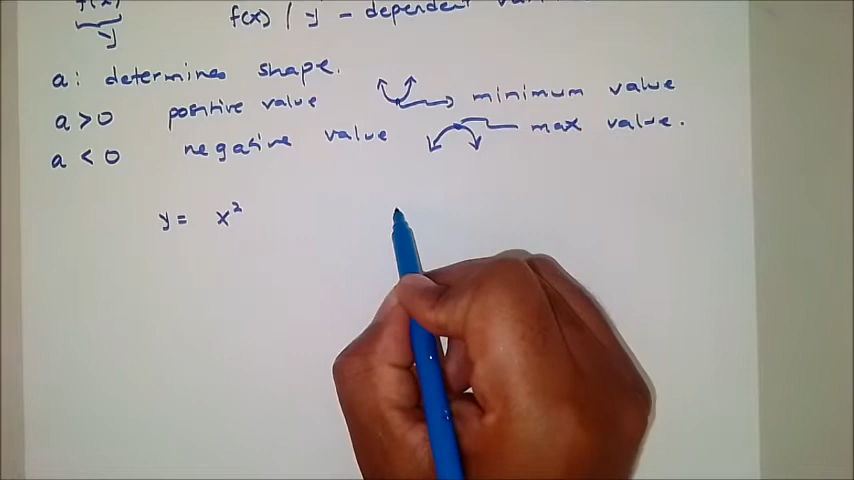 f(x)
f(x) / y - dependent
y
a: determines shape.
a > 0 positive value minimum value
a < 0 negative value max value.
y = x²